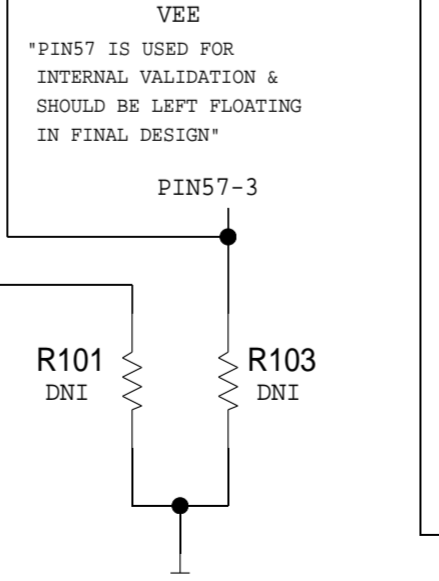 VEE
"PIN57 IS USED FOR
INTERNAL VALIDATION &
SHOULD BE LEFT FLOATING
IN FINAL DESIGN"
PIN57-3
R101
DNI
R103
DNI